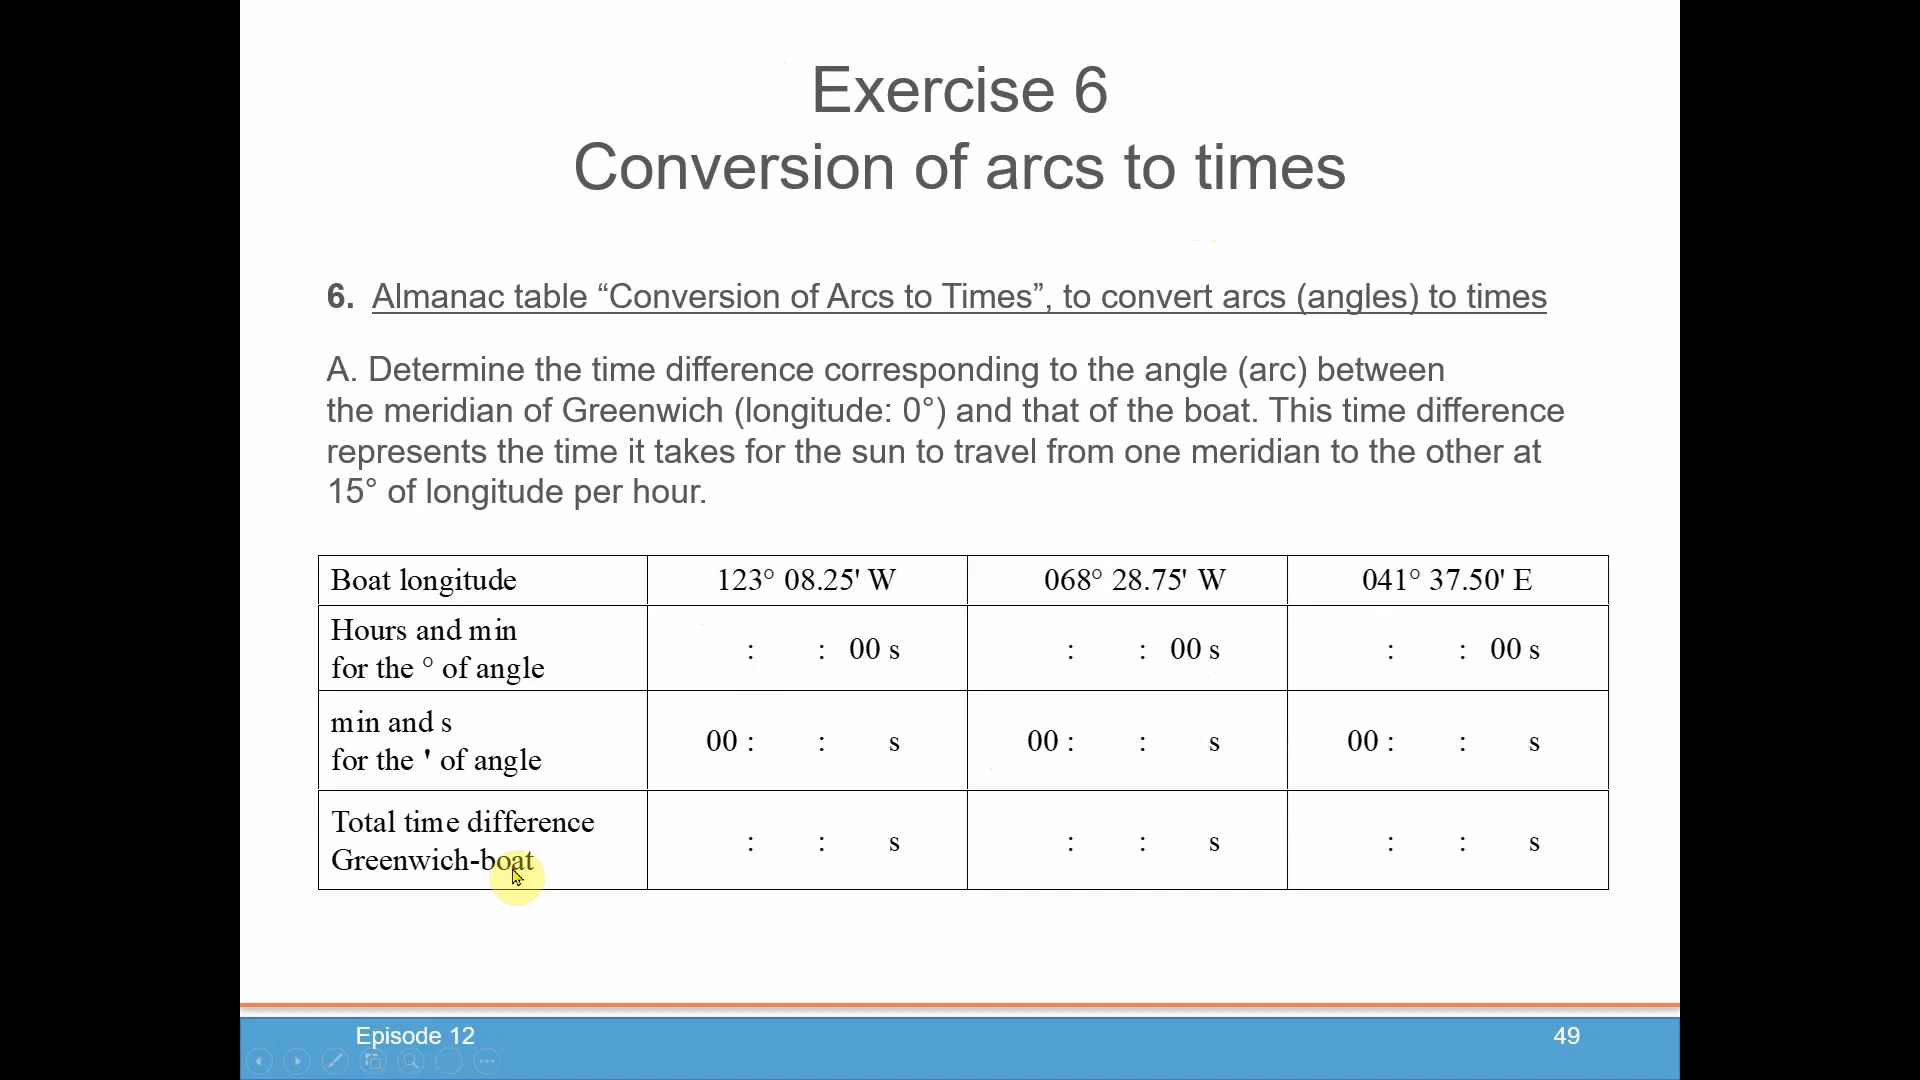 Exercise 6
Conversion of arcs to times
6. Almanac table “Conversion of Arcs to Times”, to convert arcs (angles) to times
A. Determine the time difference corresponding to the angle (arc) between
the meridian of Greenwich (longitude: 0°) and that of the boat. This time difference
represents the time it takes for the sun to travel from one meridian to the other at
15° of longitude per hour.
Boat longitude 123° 08.25' W 068° 28.75' W 041° 37.50' E
Hours and min
for the ° of angle : : 00 s : : 00 s : : 00 s
min and s
for the ' of angle 00 : : s 00 : : s 00 : : s
Total time difference
Greenwich-boat : : s : : s : : s
Episode 12 49